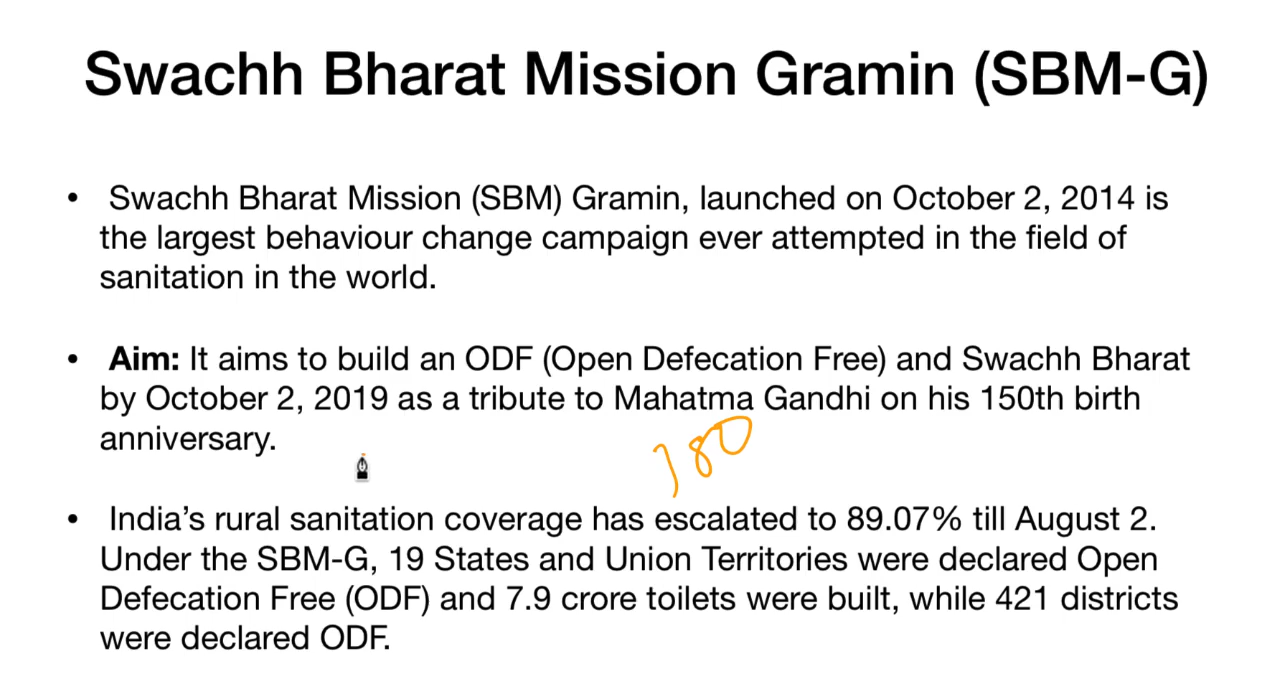 Swachh Bharat Mission Gramin (SBM-G)
• Swachh Bharat Mission (SBM) Gramin, launched on October 2, 2014 is
the largest behaviour change campaign ever attempted in the field of
sanitation in the world.
• Aim: It aims to build an ODF (Open Defecation Free) and Swachh Bharat
by October 2, 2019 as a tribute to Mahatma Gandhi on his 150th birth
anniversary.
180
• India’s rural sanitation coverage has escalated to 89.07% till August 2.
Under the SBM-G, 19 States and Union Territories were declared Open
Defecation Free (ODF) and 7.9 crore toilets were built, while 421 districts
were declared ODF.